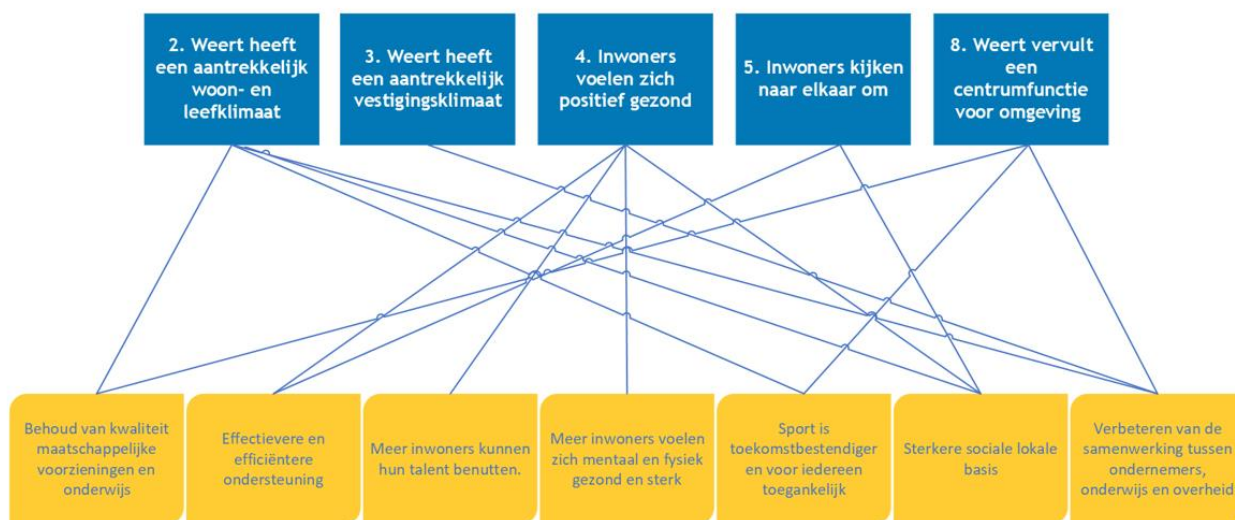 2. Weert heeft
een aantrekkelijk
woon- en
leefklimaat
3. Weert heeft
een aantrekkelijk
vestigingsklimaat
4. Inwoners
voelen zich
positief gezond
5. Inwoners kijken
naar elkaar om
8. Weert vervult
een
centrumfunctie
voor omgeving
Behoud van kwaliteit
maatschappelijke
voorzieningen en
onderwijs
Effectievere en
efficiëntere
ondersteuning
Meer inwoners kunnen
hun talent benutten.
Meer inwoners voelen
zich mentaal en fysiek
gezond en sterk
Sport is
toekomstbestendiger
en voor iedereen
toegankelijk
Sterkere sociale lokale
basis
Verbeteren van de
samenwerking tussen
ondernemers,
onderwijs en overheid